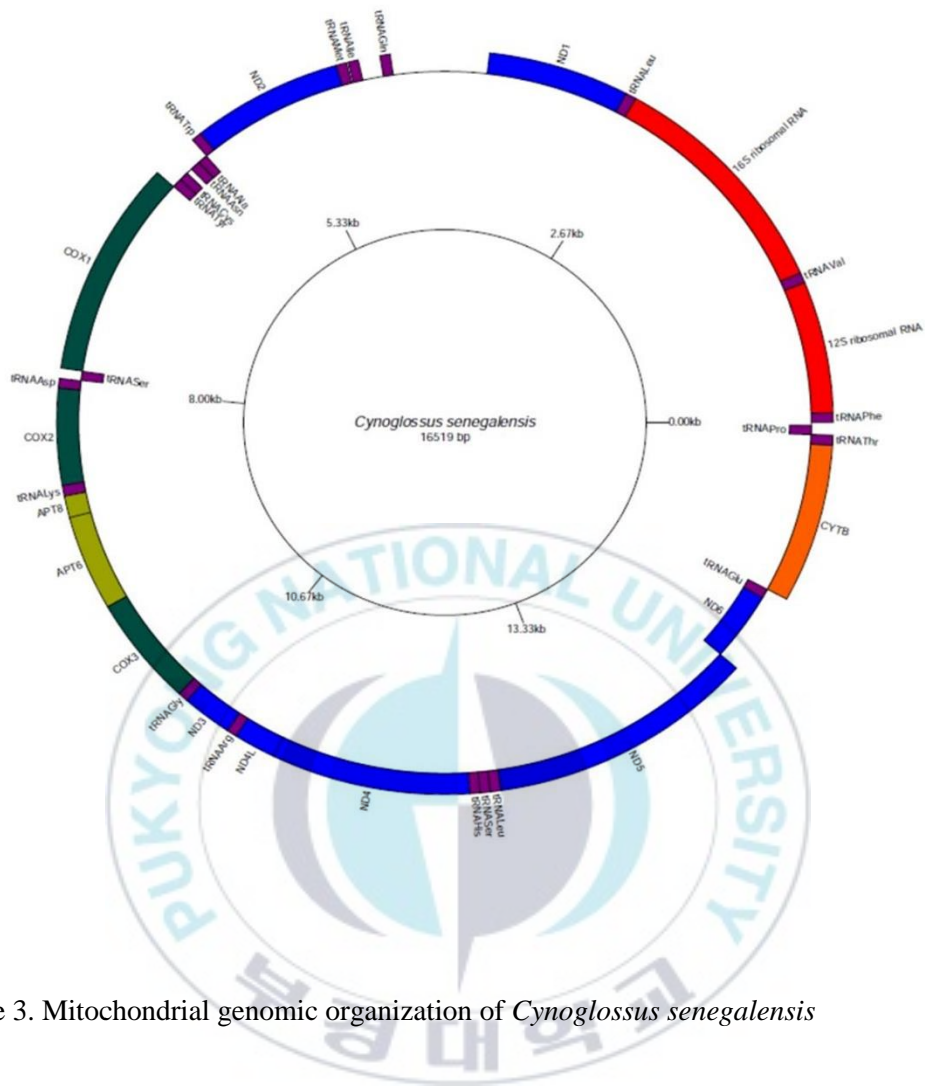 tRNAGln
tRNAIle
tRNAMet
ND2
tRNATrp
tRNAAla
tRNAAsn
tRNACys
tRNATyr
COX1
tRNASer
tRNAAsp
COX2
tRNALys
APT8
APT6
COX3
tRNAGly
ND3
tRNAArg
ND4L
ND4
tRNAHis
tRNASer
tRNALeu
ND5
ND6
tRNAGlu
CYTB
tRNAThr
tRNAPro
tRNAPhe
12S ribosomal RNA
tRNAVal
16S ribosomal RNA
tRNALeu
ND1
0.00kb
2.67kb
5.33kb
8.00kb
10.67kb
13.33kb
Cynoglossus senegalensis
16519 bp
PUKYONG NATIONAL UNIVERSITY
부경대학교
e 3. Mitochondrial genomic organization of Cynoglossus senegalensis